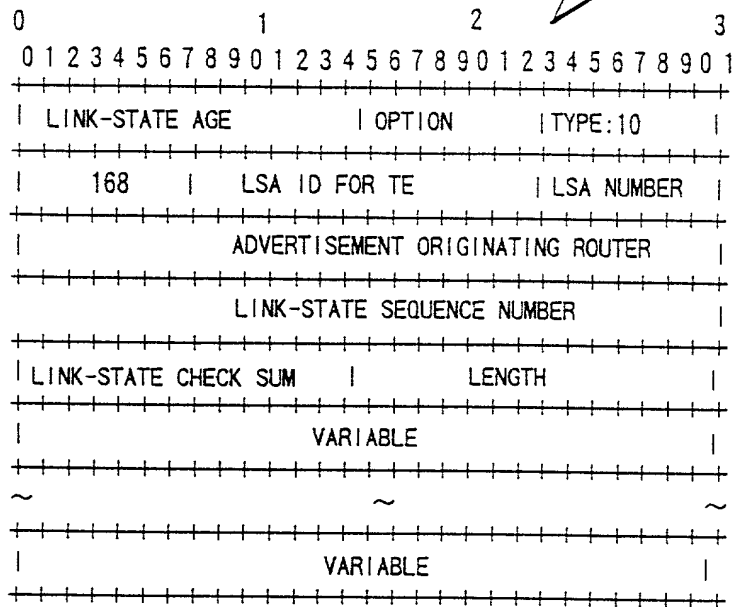 0 1 2 3
0 1 2 3 4 5 6 7 8 9 0 1 2 3 4 5 6 7 8 9 0 1 2 3 4 5 6 7 8 9 0 1
LINK-STATE AGE | OPTION | TYPE:10
168 | LSA ID FOR TE | LSA NUMBER
ADVERTISEMENT ORIGINATING ROUTER
LINK-STATE SEQUENCE NUMBER
LINK-STATE CHECK SUM | LENGTH
VARIABLE
~ ~ ~
VARIABLE